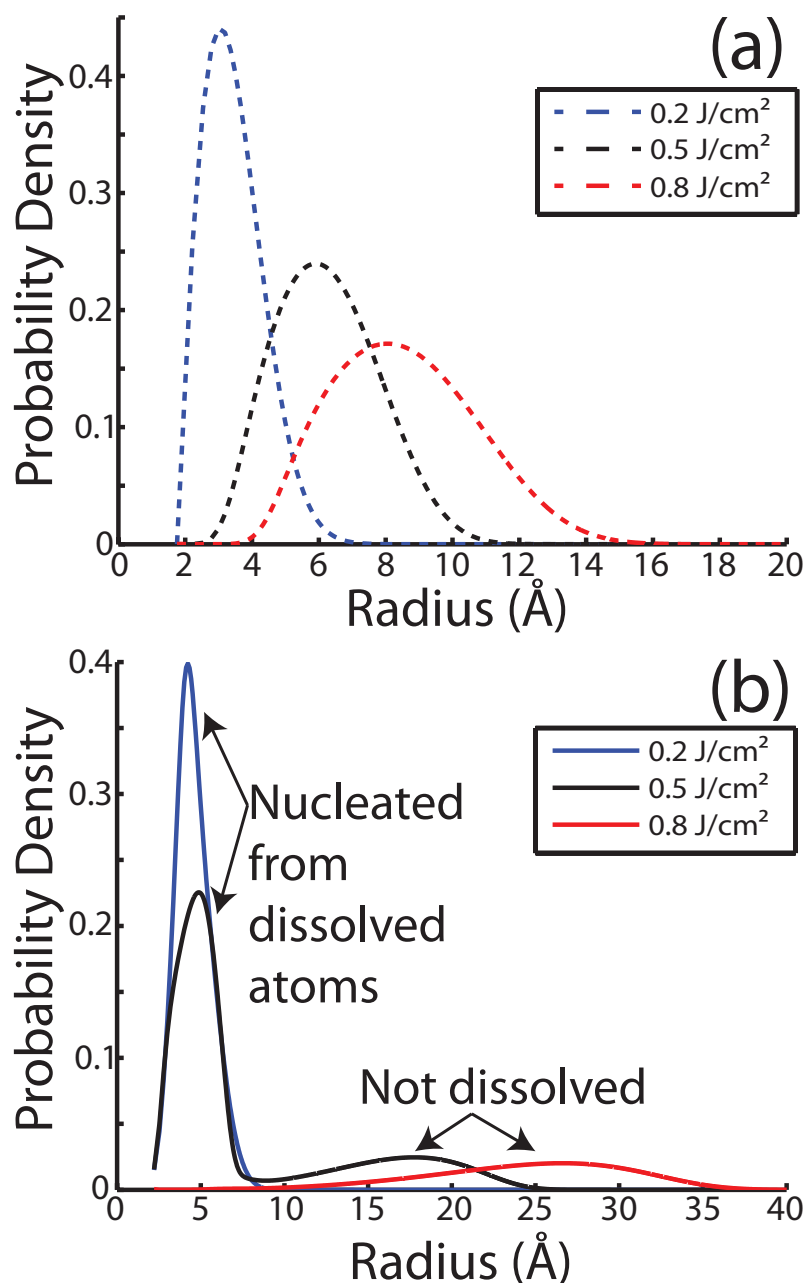 (a)
0.2 J/cm²
0.5 J/cm²
0.8 J/cm²
Probability Density
0.4
0.3
0.2
0.1
0
0 2 4 6 8 10 12 14 16 18 20
Radius (Å)
(b)
0.2 J/cm²
0.5 J/cm²
0.8 J/cm²
Nucleated
from
dissolved
atoms
Not dissolved
Probability Density
0.4
0.3
0.2
0.1
0
0 5 10 15 20 25 30 35 40
Radius (Å)